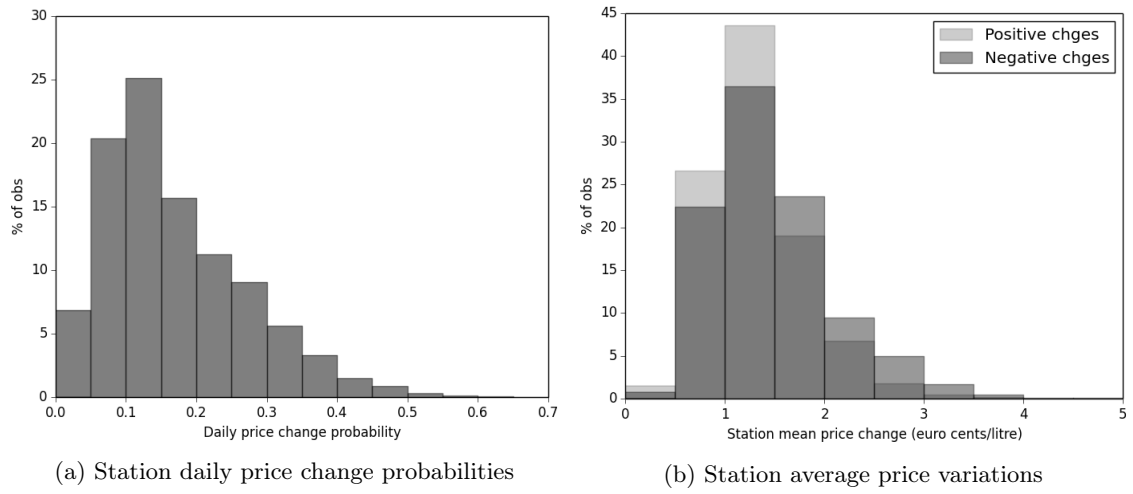 30
25
20
15
10
5
0
% of obs
0.0 0.1 0.2 0.3 0.4 0.5 0.6 0.7
Daily price change probability
(a) Station daily price change probabilities
45
40
35
30
25
20
15
10
5
0
% of obs
Positive chges
Negative chges
0 1 2 3 4 5
Station mean price change (euro cents/litre)
(b) Station average price variations